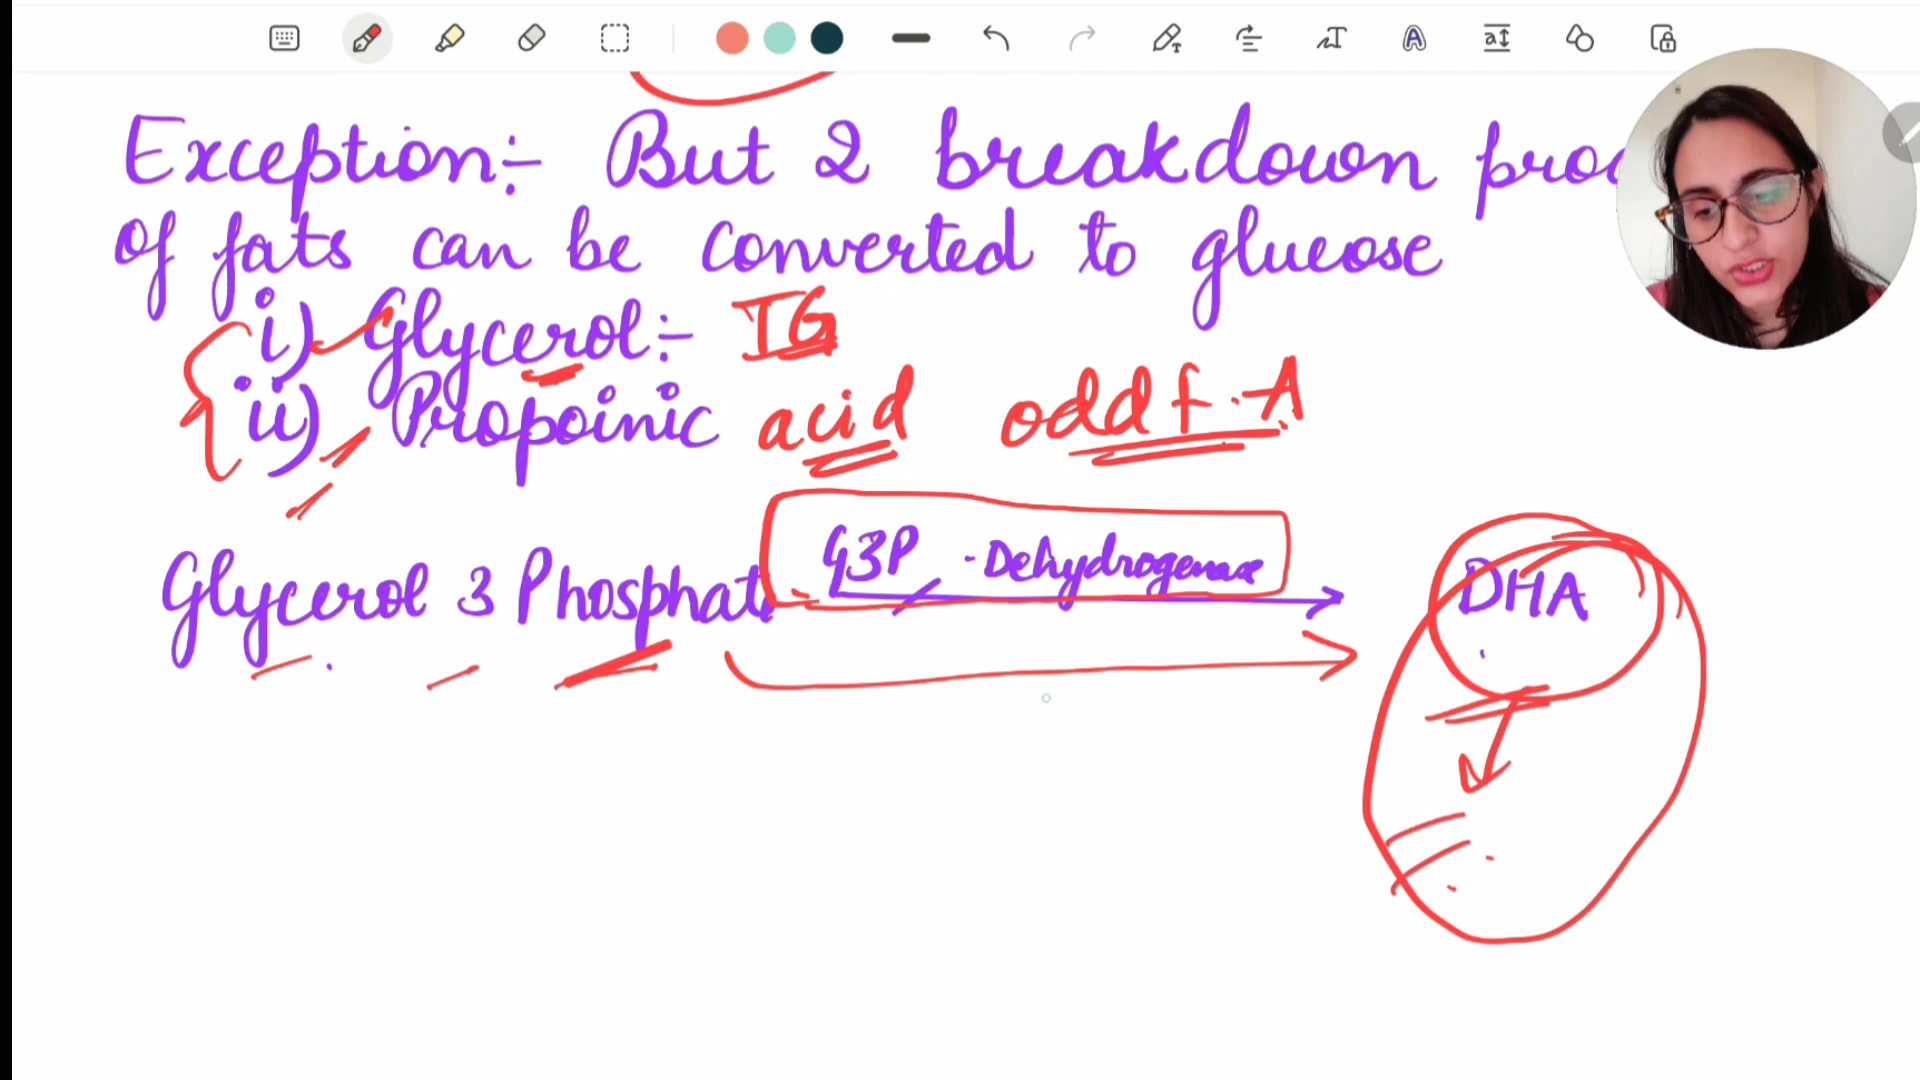 Exception:- But 2 breakdown
of fats can be converted to glucose
i) Glycerol:- TG
ii) Propoinic acid odd f.A
G3P - Dehydrogenase
Glycerol 3 Phosphate DHA